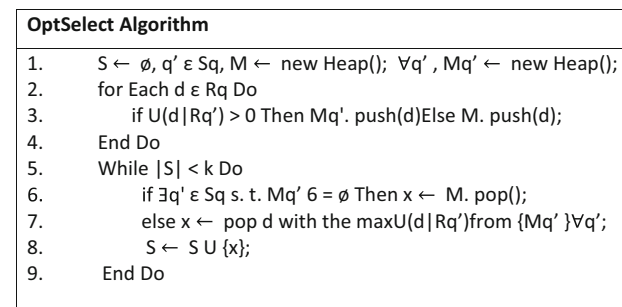 OptSelect Algorithm
1. S ← ø, q’ ε Sq, M ← new Heap(); ∀q’ , Mq’ ← new Heap();
2. for Each d ε Rq Do
3. if U(d|Rq’) > 0 Then Mq'. push(d)Else M. push(d);
4. End Do
5. While |S| < k Do
6. if ∃q' ε Sq s. t. Mq’ 6 = ø Then x ← M. pop();
7. else x ← pop d with the maxU(d|Rq’)from {Mq’ }∀q’;
8. S ← S U {x};
9. End Do